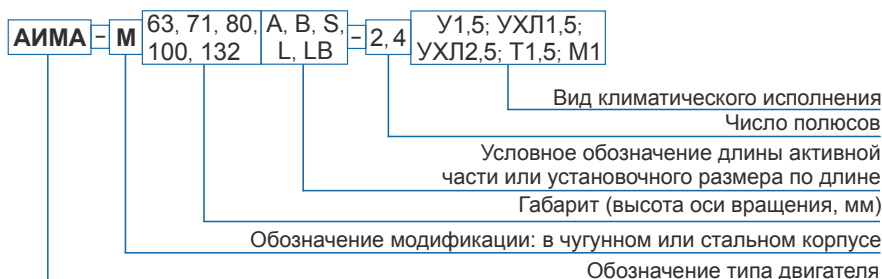 АИМА - М 63, 71, 80, A, B, S, - 2, 4 У1,5; УХЛ1,5;
100, 132 L, LB УХЛ2,5; Т1,5; М1
Вид климатического исполнения
Число полюсов
Условное обозначение длины активной
части или установочного размера по длине
Габарит (высота оси вращения, мм)
Обозначение модификации: в чугунном или стальном корпусе
Обозначение типа двигателя